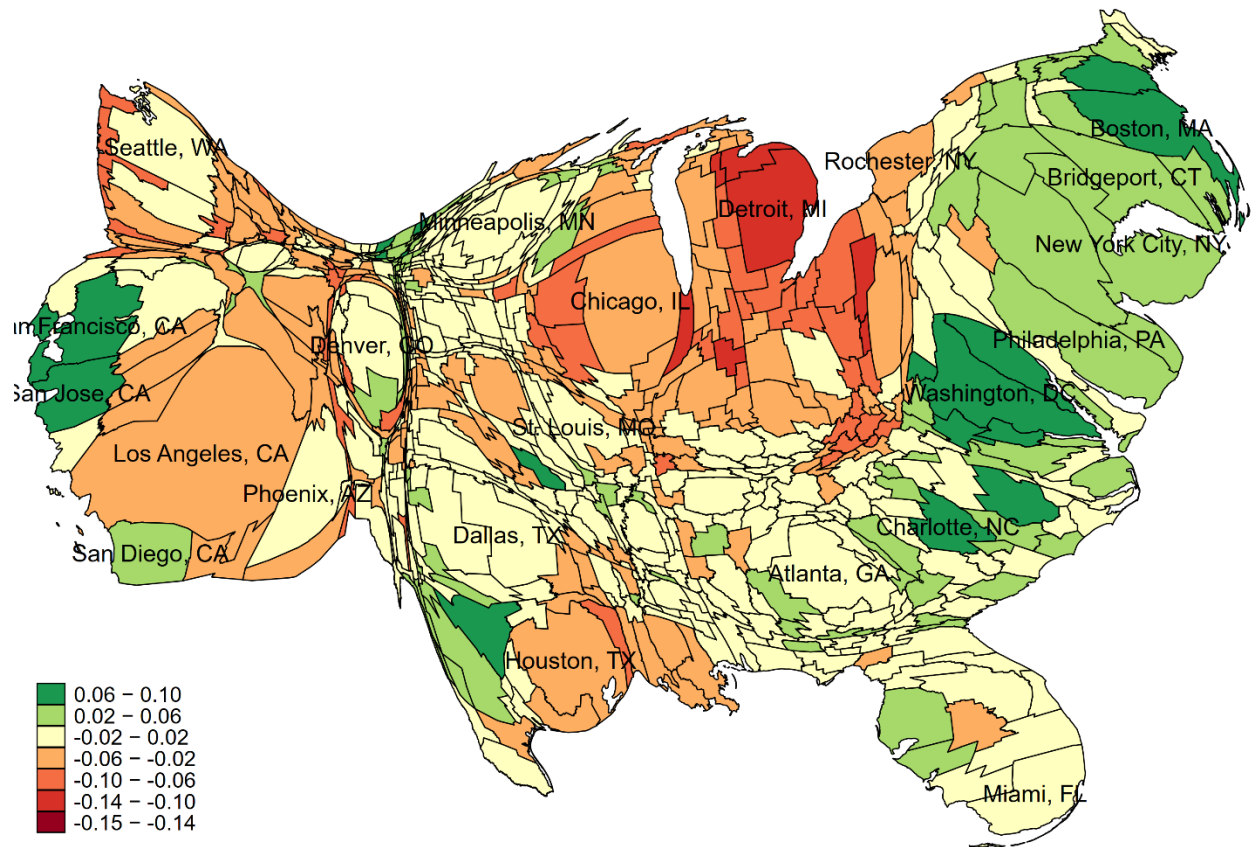 Boston, MA
Seattle, WA
Rochester, NY
Bridgeport, CT
Detroit, MI
Minneapolis, MN
New York City, NY
Chicago, IL
an Francisco, CA
Denver, CO
Philadelphia, PA
San Jose, CA
Washington, DC
St. Louis, MO
Los Angeles, CA
Phoenix, AZ
Charlotte, NC
Dallas, TX
San Diego, CA
Atlanta, GA
Houston, TX
Miami, FL
0.06 − 0.10
0.02 − 0.06
-0.02 − 0.02
-0.06 − -0.02
-0.10 − -0.06
-0.14 − -0.10
-0.15 − -0.14